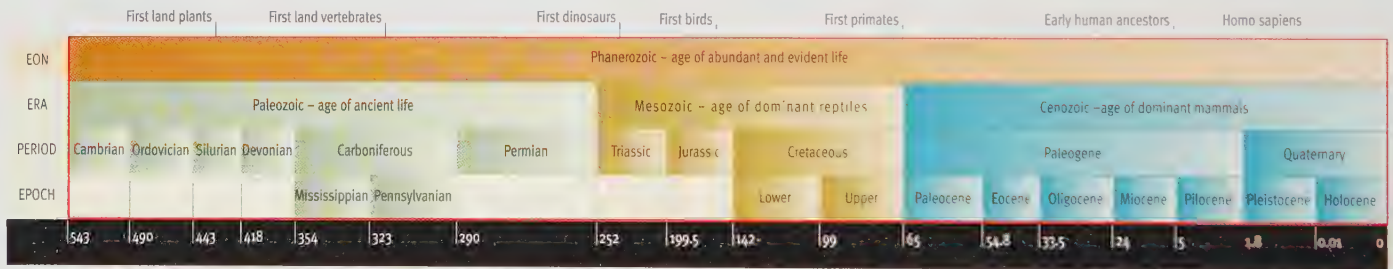 First land plants First land vertebrates First dinosaurs First birds First primates Early human ancestors Homo sapiens
EON Phanerozoic – age of abundant and evident life
ERA Paleozoic – age of ancient life Mesozoic – age of dominant reptiles Cenozoic –age of dominant mammals
PERIOD Cambrian Ordovician Silurian Devonian Carboniferous Permian Triassic Jurassic Cretaceous Paleogene Quaternary
EPOCH Mississippian Pennsylvanian Lower Upper Paleocene Eocene Oligocene Miocene Pilocene Pleistocene Holocene
543 490 443 418 354 323 290 252 199.5 142 99 65 54.8 33.5 24 5 1.8 0.01 0